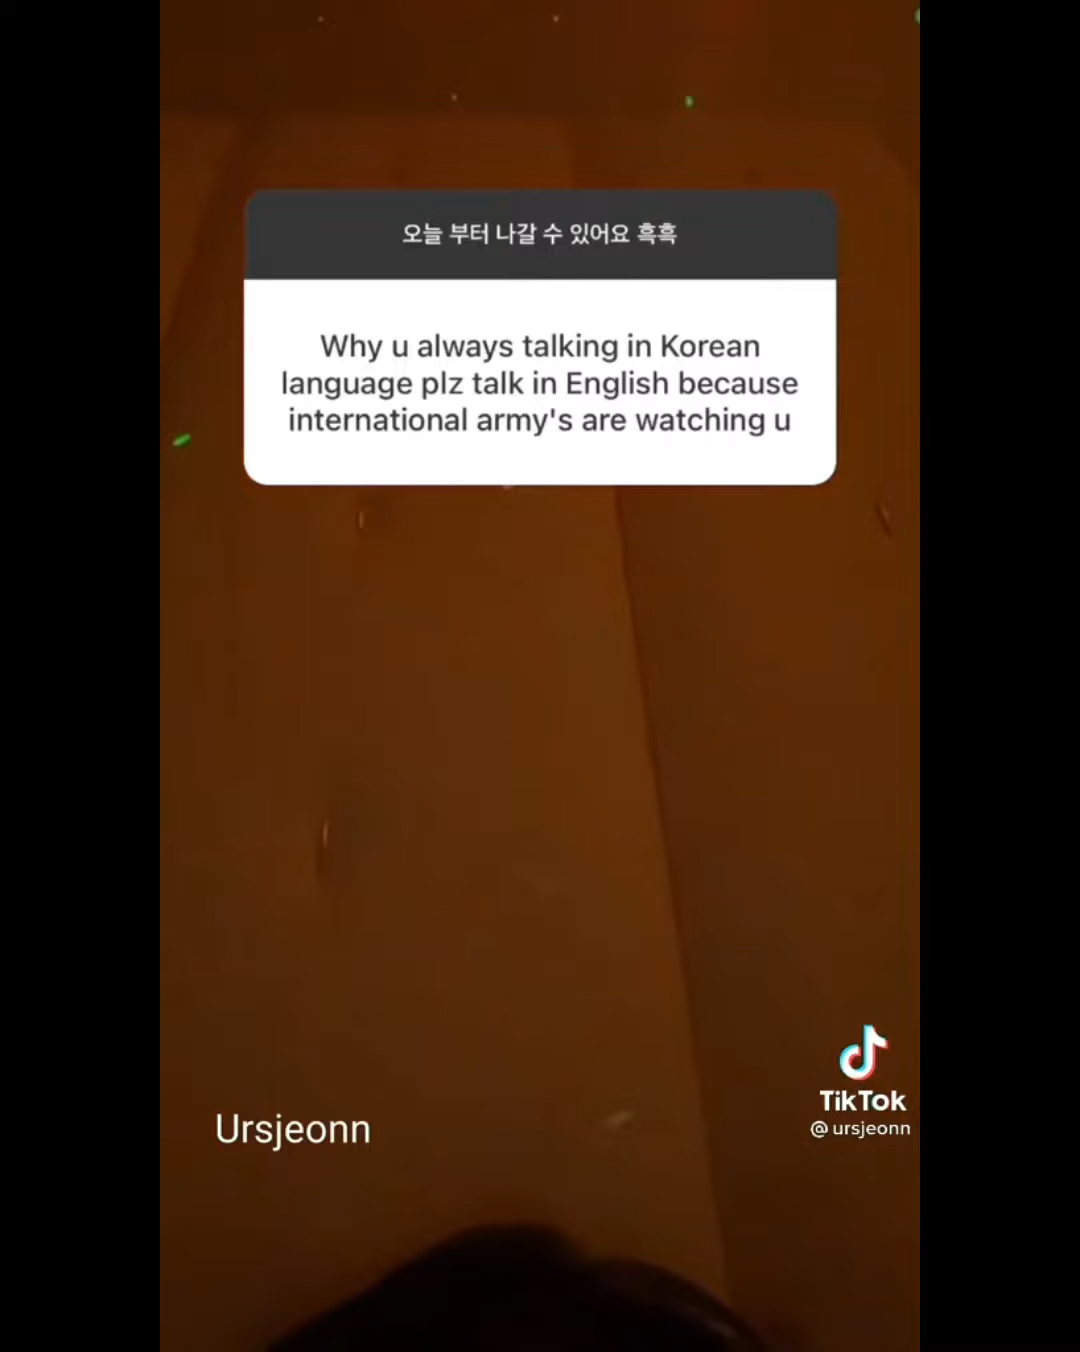 오늘 부터 나갈 수 있어요 흑흑
Why u always talking in Korean
language plz talk in English because
international army's are watching u
Ursjeonn
TikTok
@ursjeonn